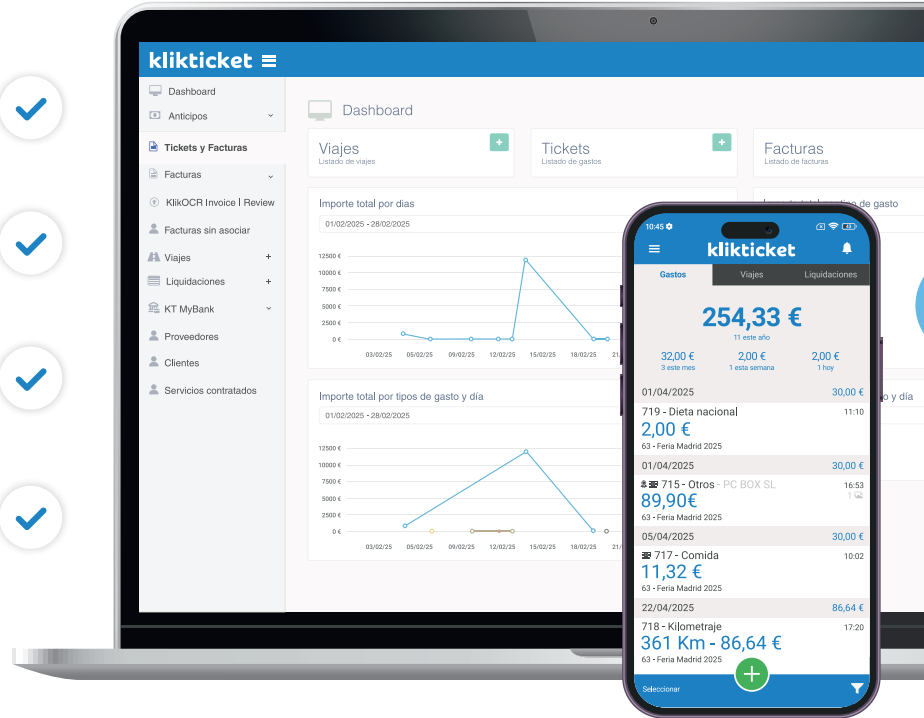 klikticket
Dashboard
Anticipos
Tickets y Facturas
Facturas
KlikOCR Invoice | Review
Facturas sin asociar
Viajes +
Liquidaciones +
KT MyBank
Proveedores
Clientes
Servicios contratados
Dashboard
Viajes +
Listado de viajes
Tickets +
Listado de gastos
Facturas
Listado de facturas
Importe total por dias
01/02/2025 - 28/02/2025
12500 €
10000 €
7500 €
5000 €
2500 €
0 €
03/02/25 05/02/25 09/02/25 12/02/25 15/02/25 18/02/25 21/
de gasto
Importe total por tipos de gasto y día
01/02/2025 - 28/02/2025
12500 €
10000 €
7500 €
5000 €
2500 €
0 €
03/02/25 05/02/25 09/02/25 12/02/25 15/02/25 18/02/25 21/
o y día
10:45
klikticket
Gastos Viajes Liquidaciones
254,33 €
11 este año
32,00 € 2,00 € 2,00 €
3 este mes 1 esta semana 1 hoy
01/04/2025 30,00 €
719 - Dieta nacional 11:10
2,00 €
63 - Feria Madrid 2025
01/04/2025 30,00 €
715 - Otros - PC BOX SL 16:53
89,90€ 1
63 - Feria Madrid 2025
05/04/2025 30,00 €
717 - Comida 10:02
11,32 €
63 - Feria Madrid 2025
22/04/2025 86,64 €
718 - Kilometraje 17:20
361 Km - 86,64 €
63 - Feria Madrid 2025
+
Seleccionar